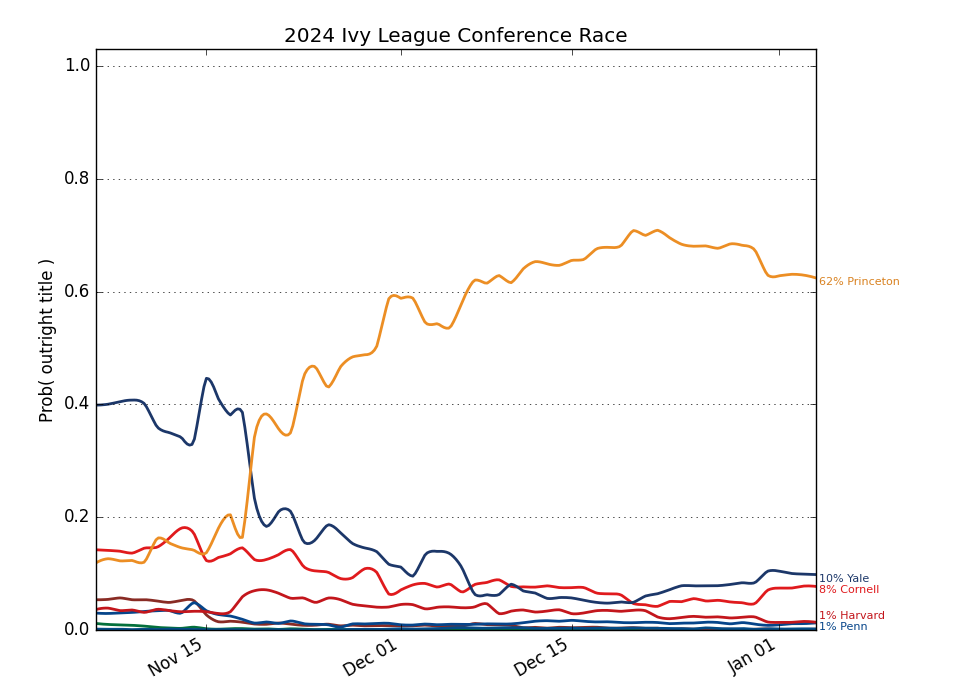 2024 Ivy League Conference Race
Prob( outright title )
1.0
0.8
0.6
0.4
0.2
0.0
62% Princeton
10% Yale
8% Cornell
1% Harvard
1% Penn
Nov 15
Dec 01
Dec 15
Jan 01